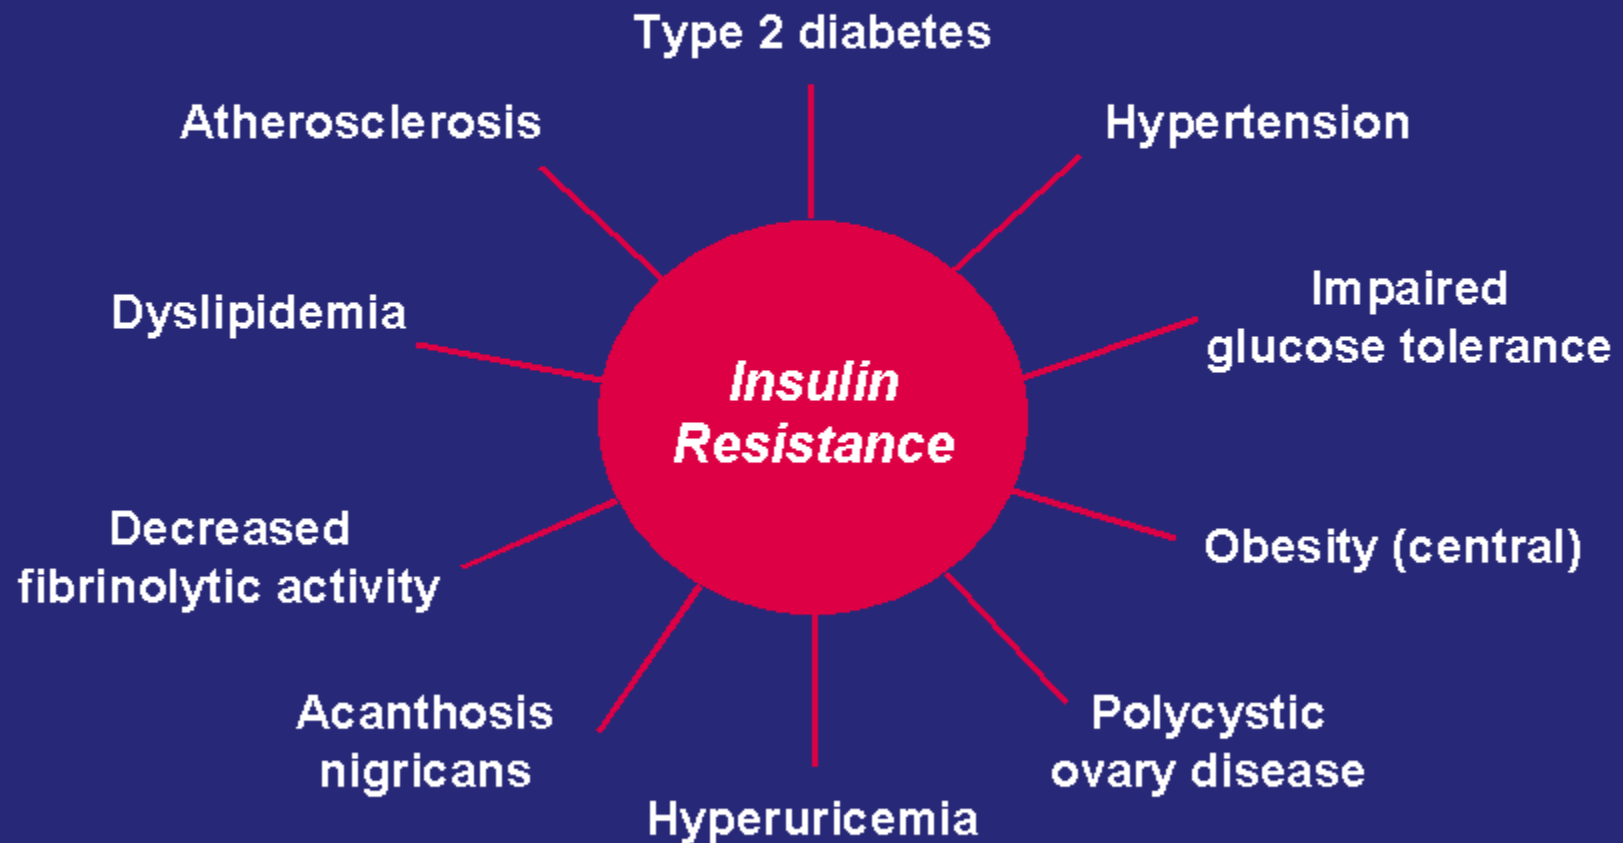 Type 2 diabetes
Atherosclerosis
Hypertension
Impaired
glucose tolerance
Dyslipidemia
Insulin
Resistance
Decreased
fibrinolytic activity
Obesity (central)
Acanthosis
nigricans
Polycystic
ovary disease
Hyperuricemia